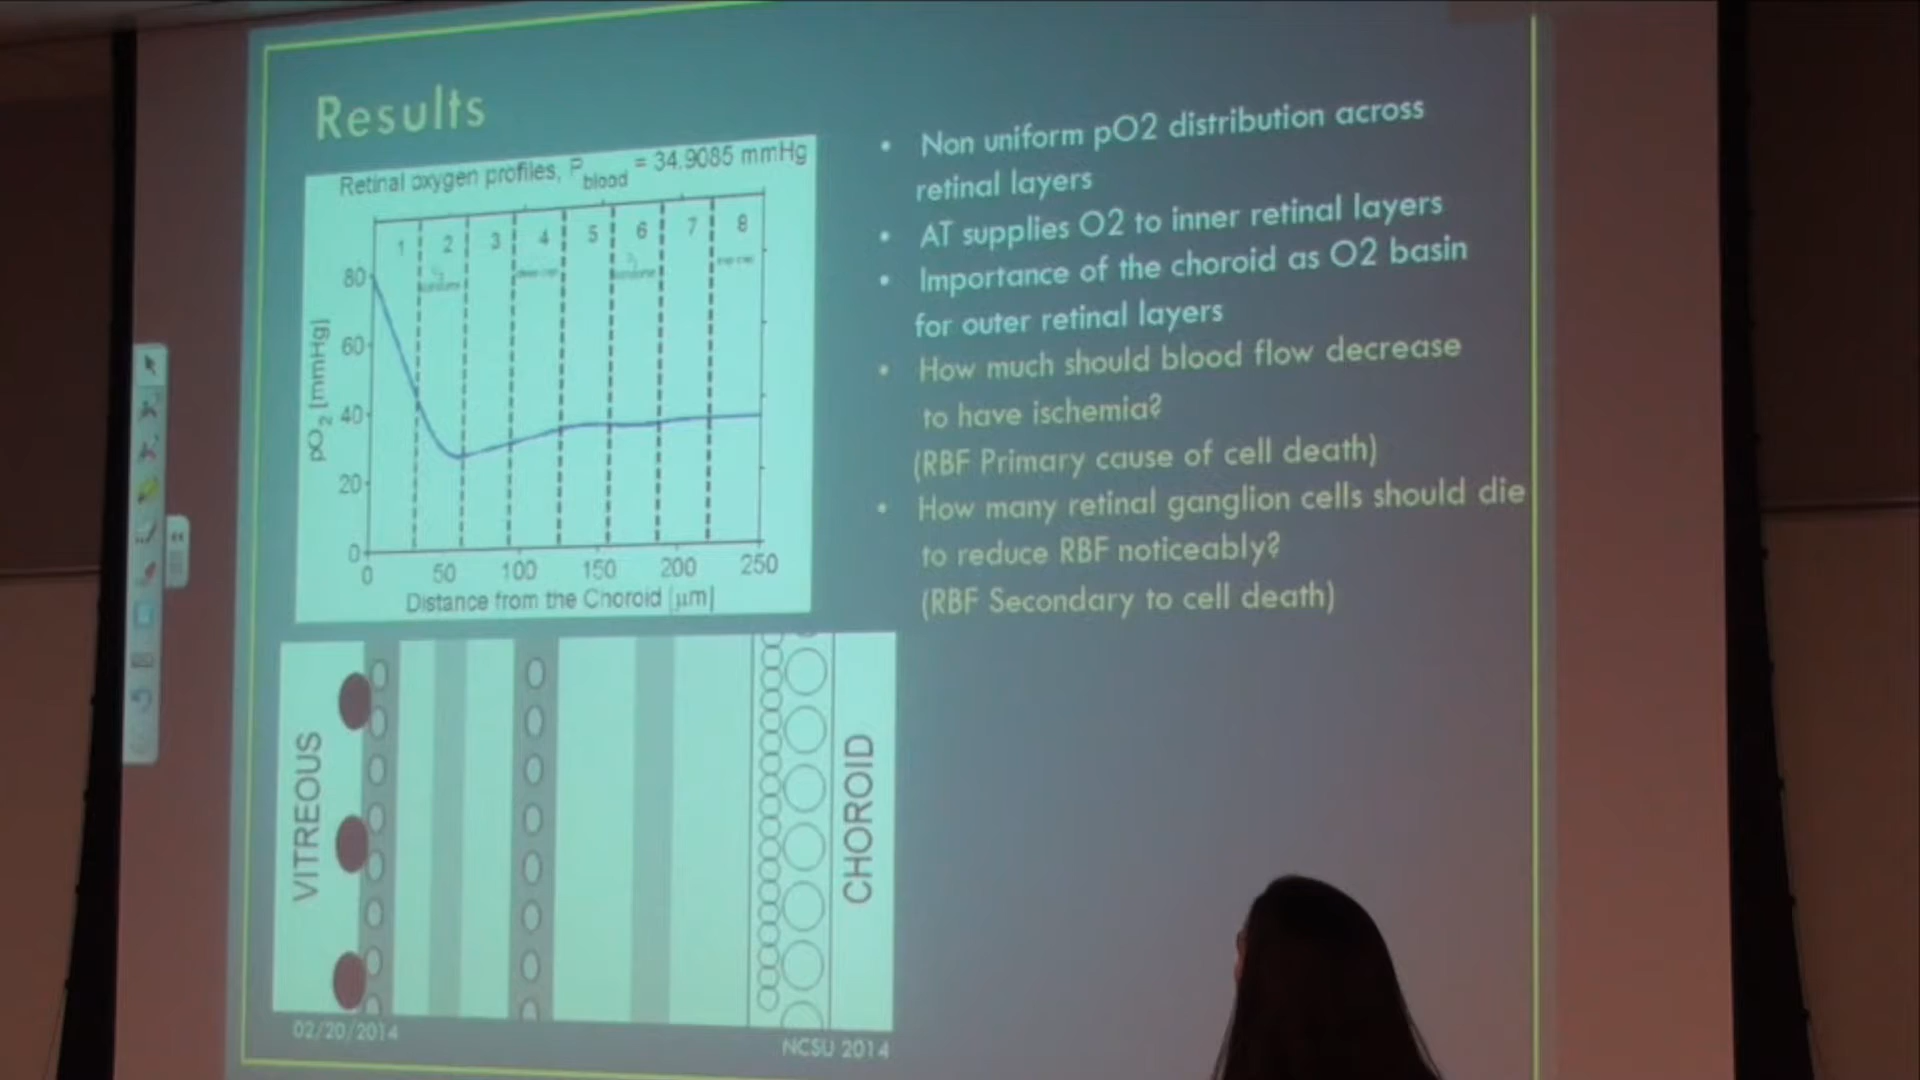 Results
Retinal oxygen profiles, P blood = 34.9085 mmHg
1 2 3 4 5 6 7 8
80
60
40
20
0
pO2 [mmHg]
0 50 100 150 200 250
Distance from the Choroid [µm]
VITREOUS
CHOROID
02/20/2014
NCSU 2014
• Non uniform pO2 distribution across
retinal layers
• AT supplies O2 to inner retinal layers
• Importance of the choroid as O2 basin
for outer retinal layers
• How much should blood flow decrease
to have ischemia?
(RBF Primary cause of cell death)
• How many retinal ganglion cells should die
to reduce RBF noticeably?
(RBF Secondary to cell death)